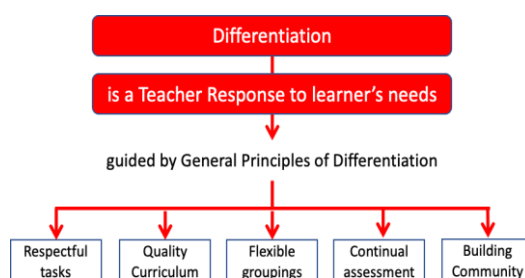 Differentiation
is a Teacher Response to learner's needs
guided by General Principles of Differentiation
Respectful
tasks
Quality
Curriculum
Flexible
groupings
Continual
assessment
Building
Community